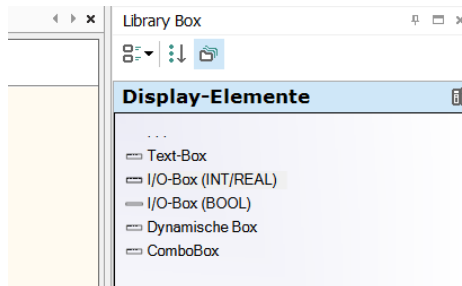 Library Box
Display-Elemente
...
Text-Box
I/O-Box (INT/REAL)
I/O-Box (BOOL)
Dynamische Box
ComboBox